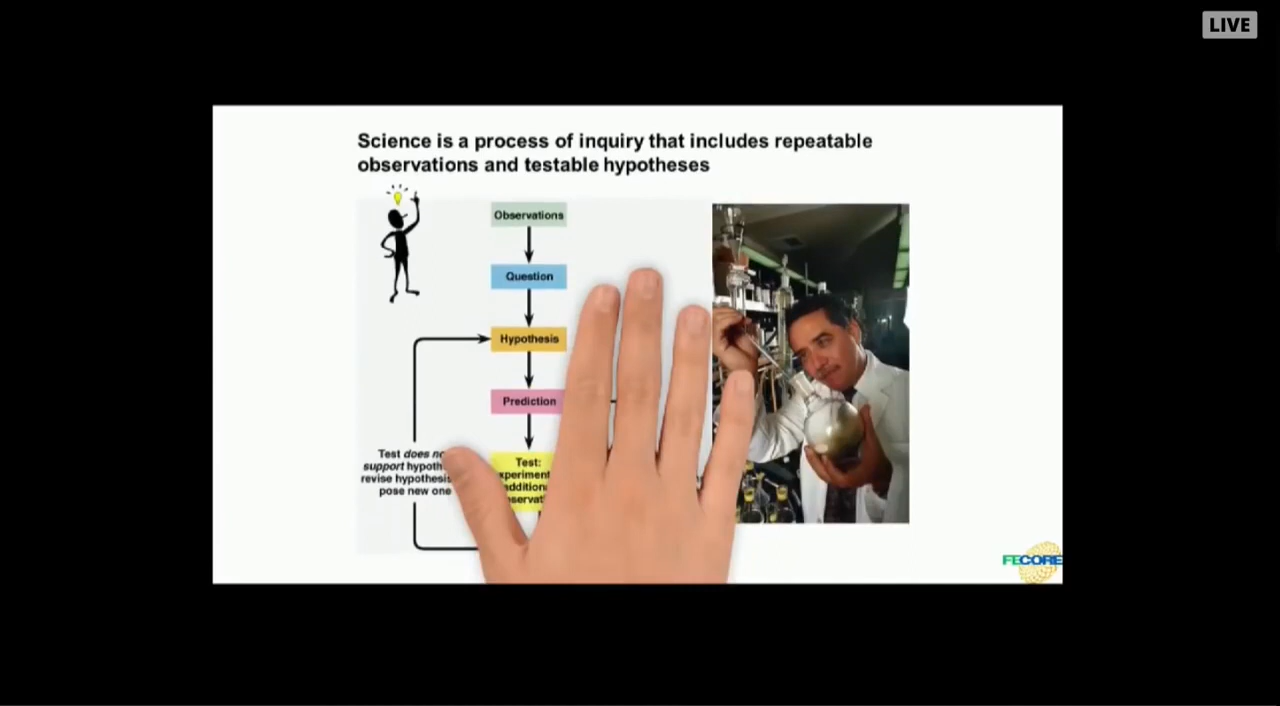 LIVE
Science is a process of inquiry that includes repeatable
observations and testable hypotheses
Observations
Question
Hypothesis
Prediction
Test does
support
revise hypothesis
pose new one
Test:
FECORE